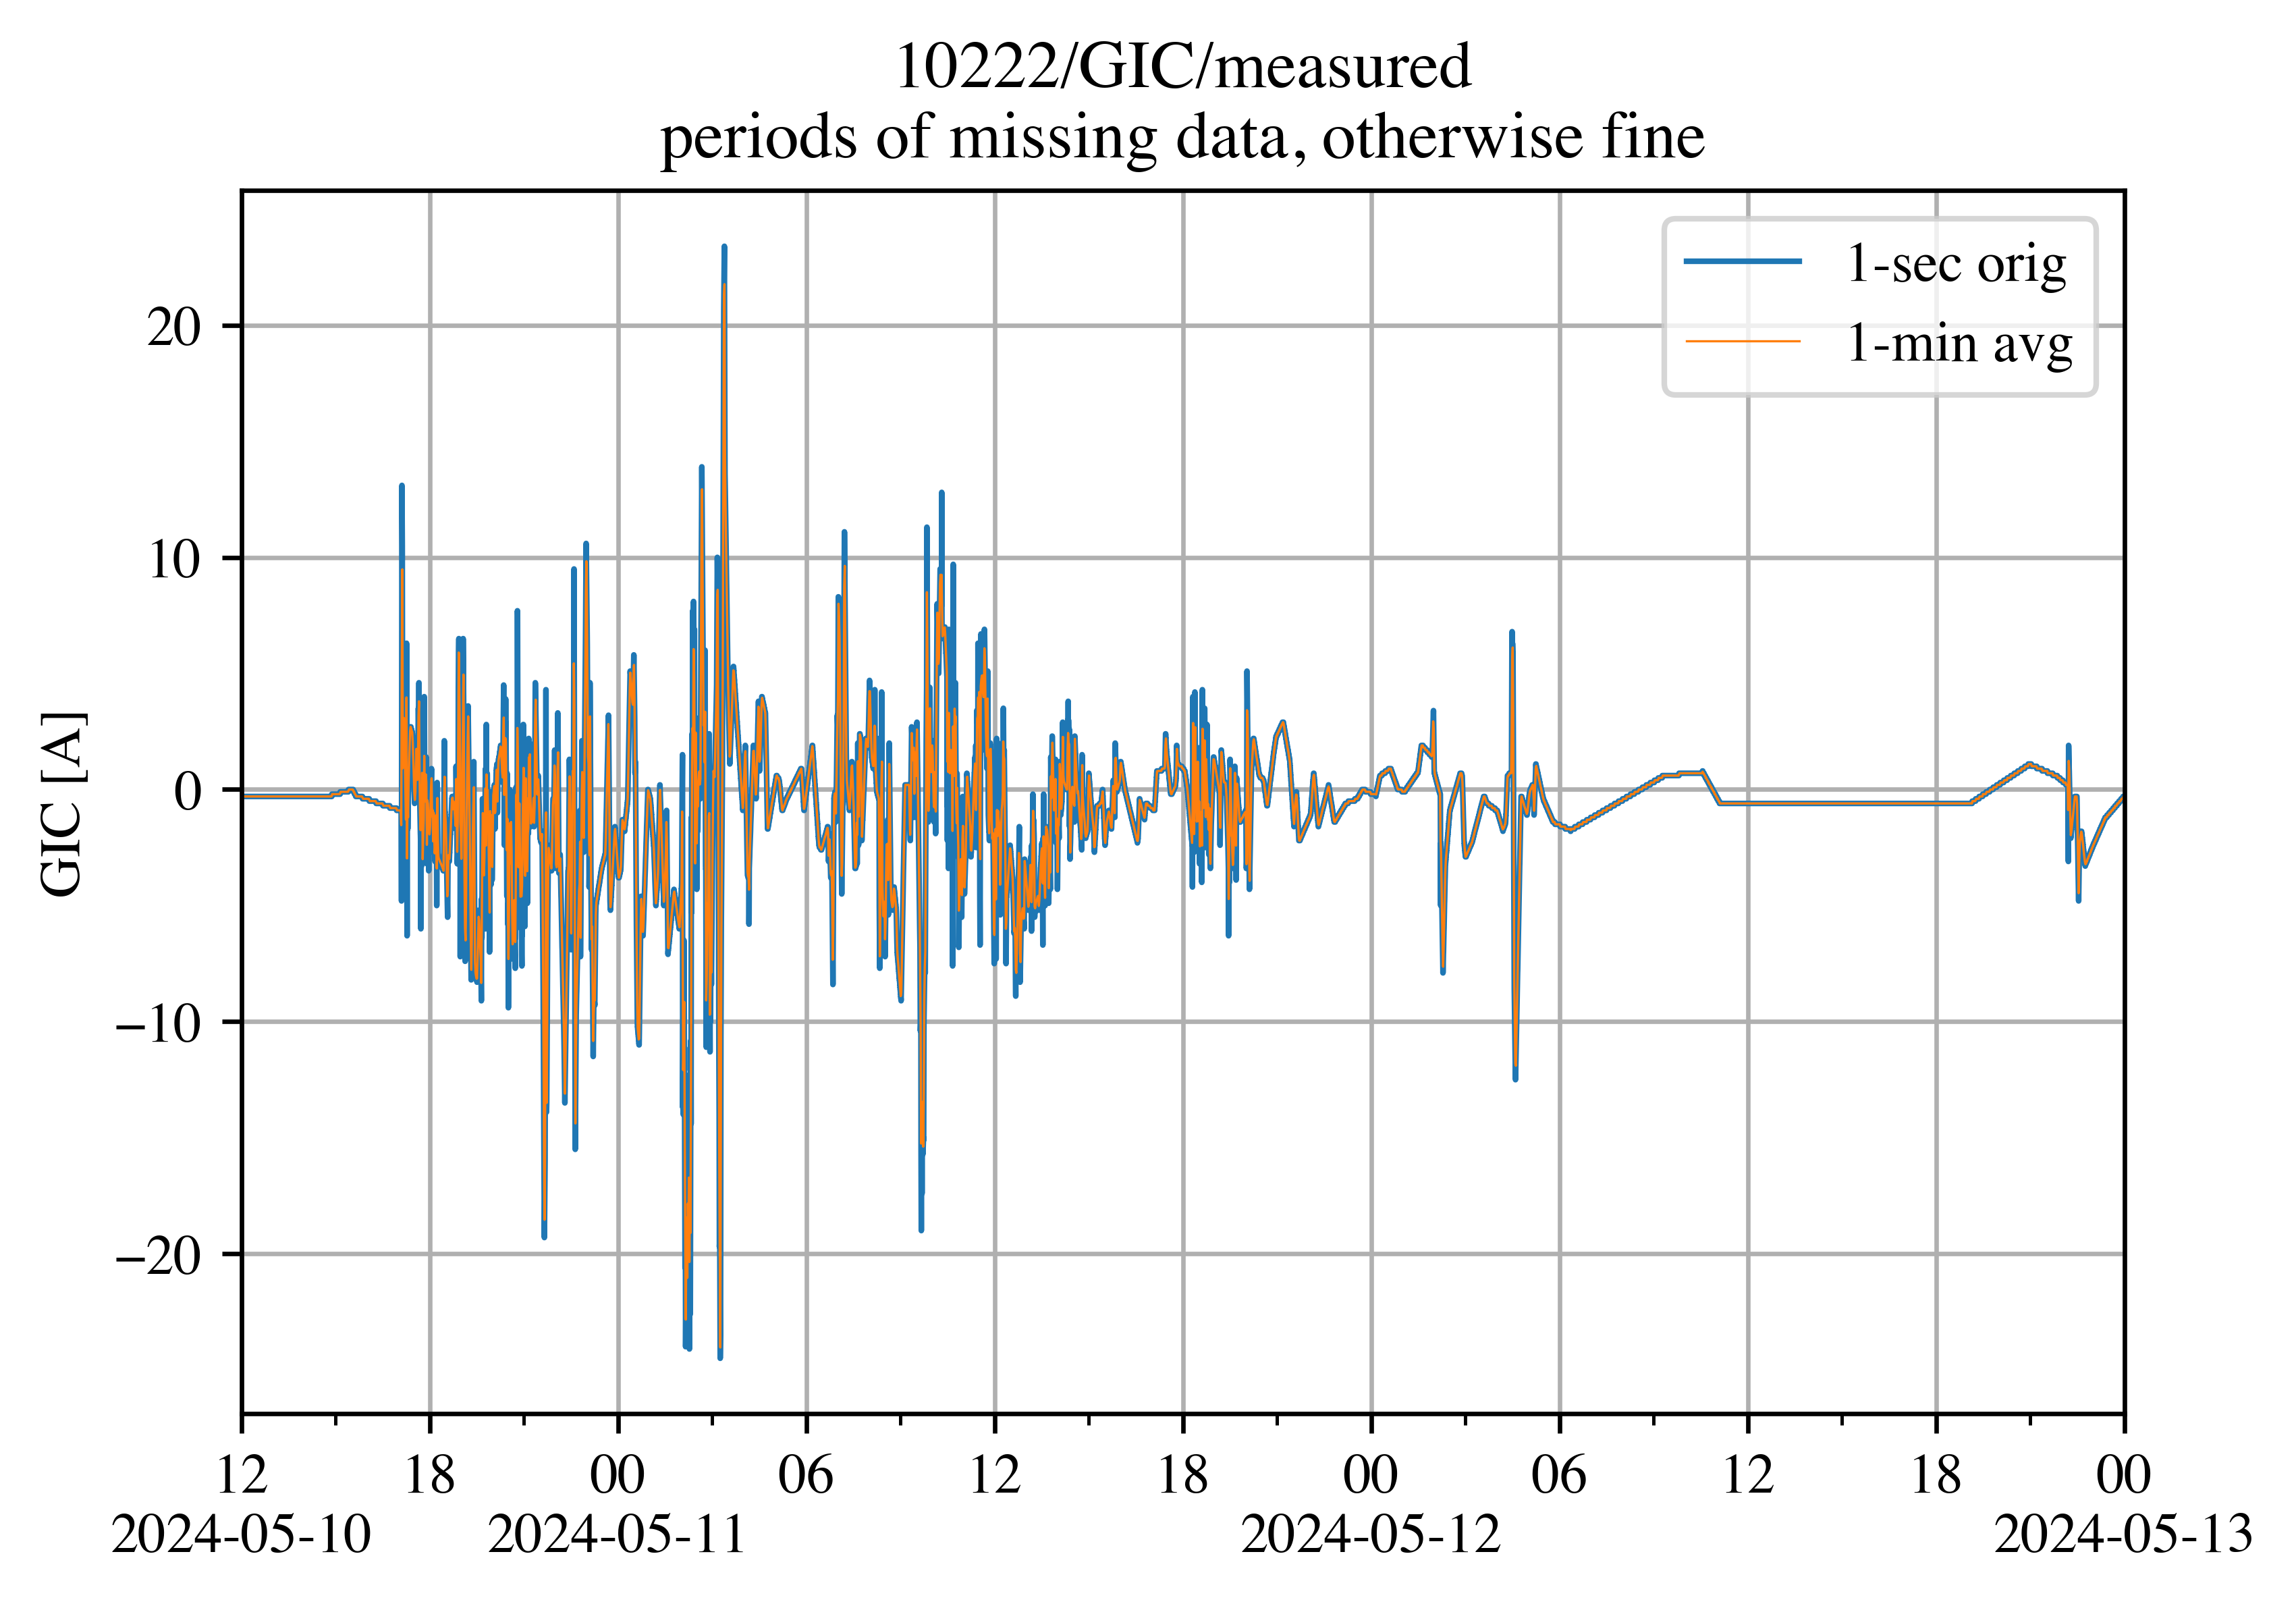 10222/GIC/measured
periods of missing data, otherwise fine
1-sec orig
1-min avg
GIC [A]
20
10
0
−10
−20
12 18 00 06 12 18 00 06 12 18 00
2024-05-10 2024-05-11 2024-05-12 2024-05-13